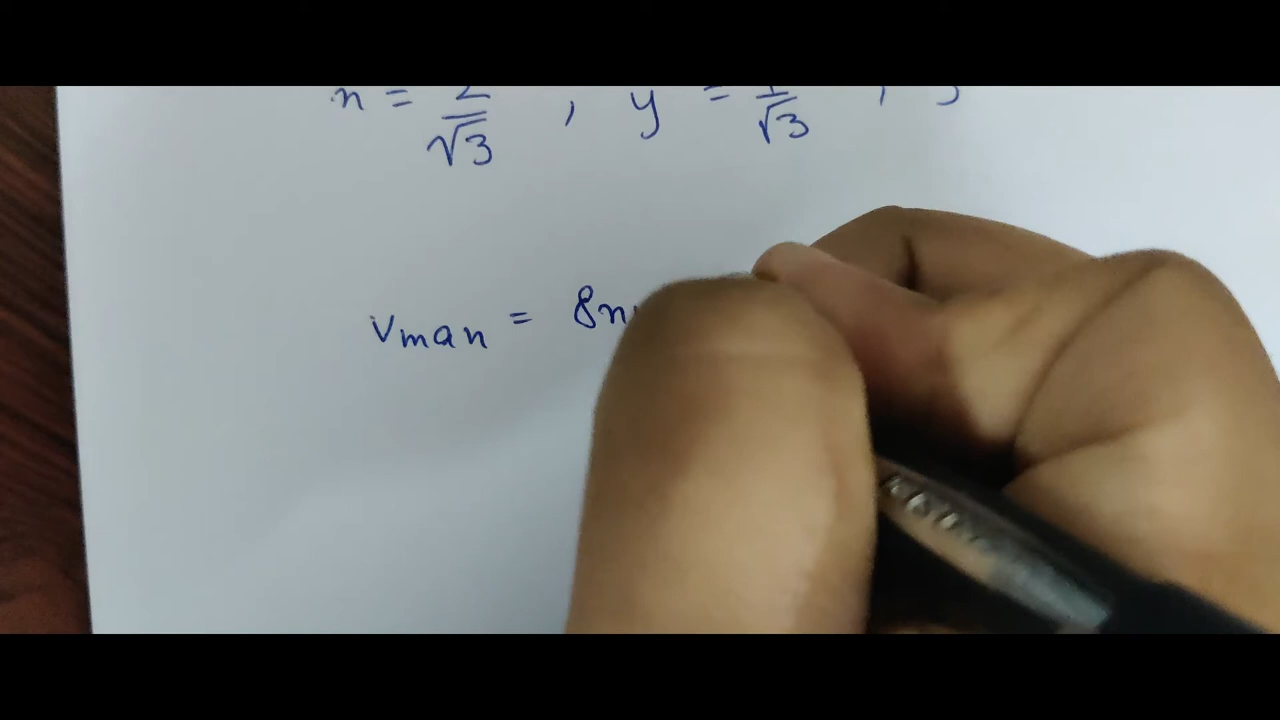 x = 2/√3 , y = 1/√3 , z
Vmax = 8x